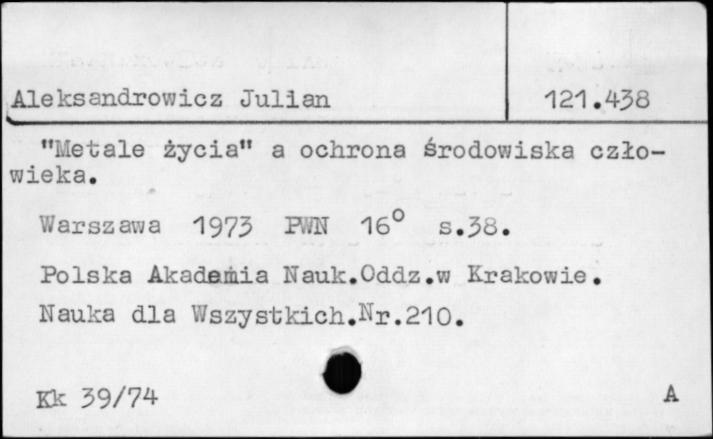 Aleksandrowicz Julian 121.438
"Metale życia" a ochrona środowiska czło-
wieka.
Warszawa 1973 PWN 16° s.38.
Polska Akademia Nauk.Oddz.w Krakowie.
Nauka dla Wszystkich.Nr.210.
Kk 39/74 A